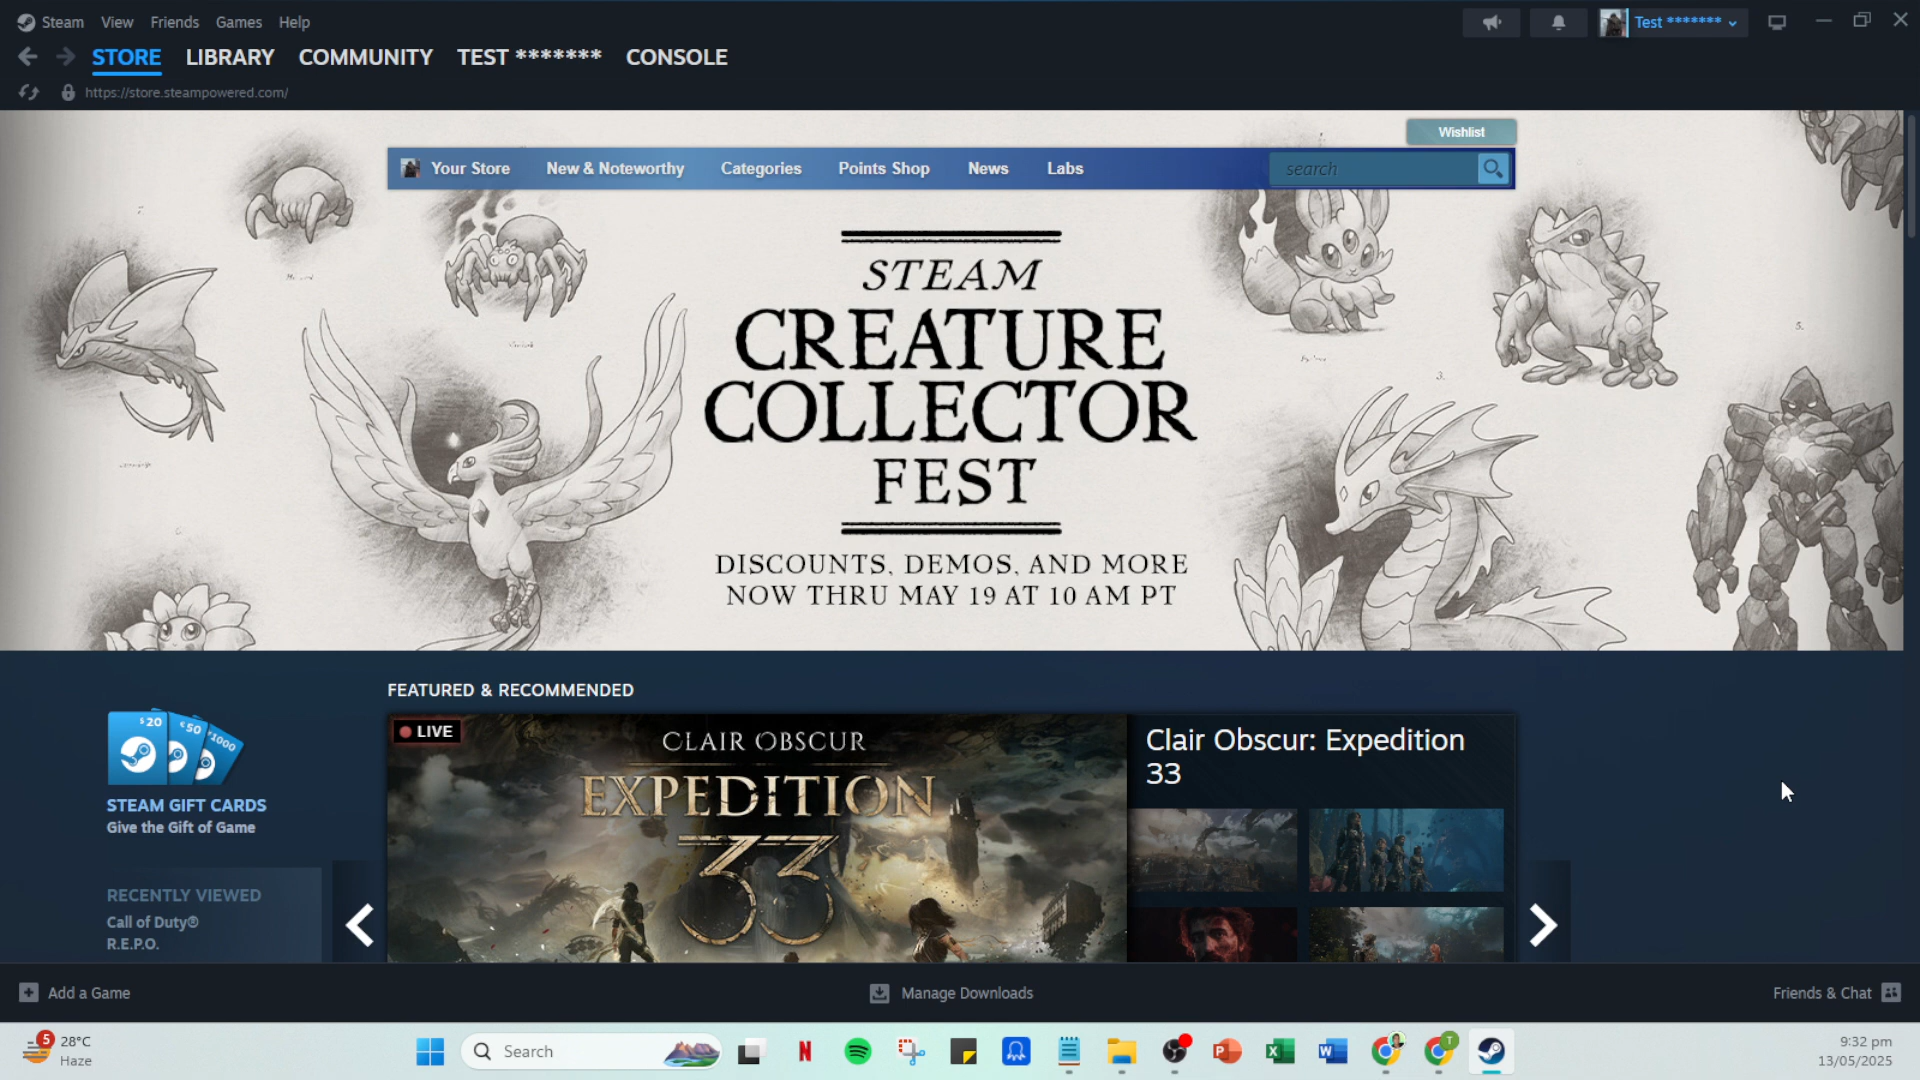 Steam View Friends Games Help
Test *******
STORE LIBRARY COMMUNITY TEST ******* CONSOLE
https://store.steampowered.com/
Wishlist
Your Store New & Noteworthy Categories Points Shop News Labs search
STEAM
CREATURE
COLLECTOR
FEST
DISCOUNTS, DEMOS, AND MORE
NOW THRU MAY 19 AT 10 AM PT
3.
5.
FEATURED & RECOMMENDED
$20 €50 1000
STEAM GIFT CARDS
Give the Gift of Game
RECENTLY VIEWED
Call of Duty®
R.E.P.O.
LIVE
CLAIR OBSCUR
EXPEDITION
33
Clair Obscur: Expedition
33
Add a Game
Manage Downloads
Friends & Chat
5
28°C
Haze
Search
N
P
X
W
T
9:32 pm
13/05/2025